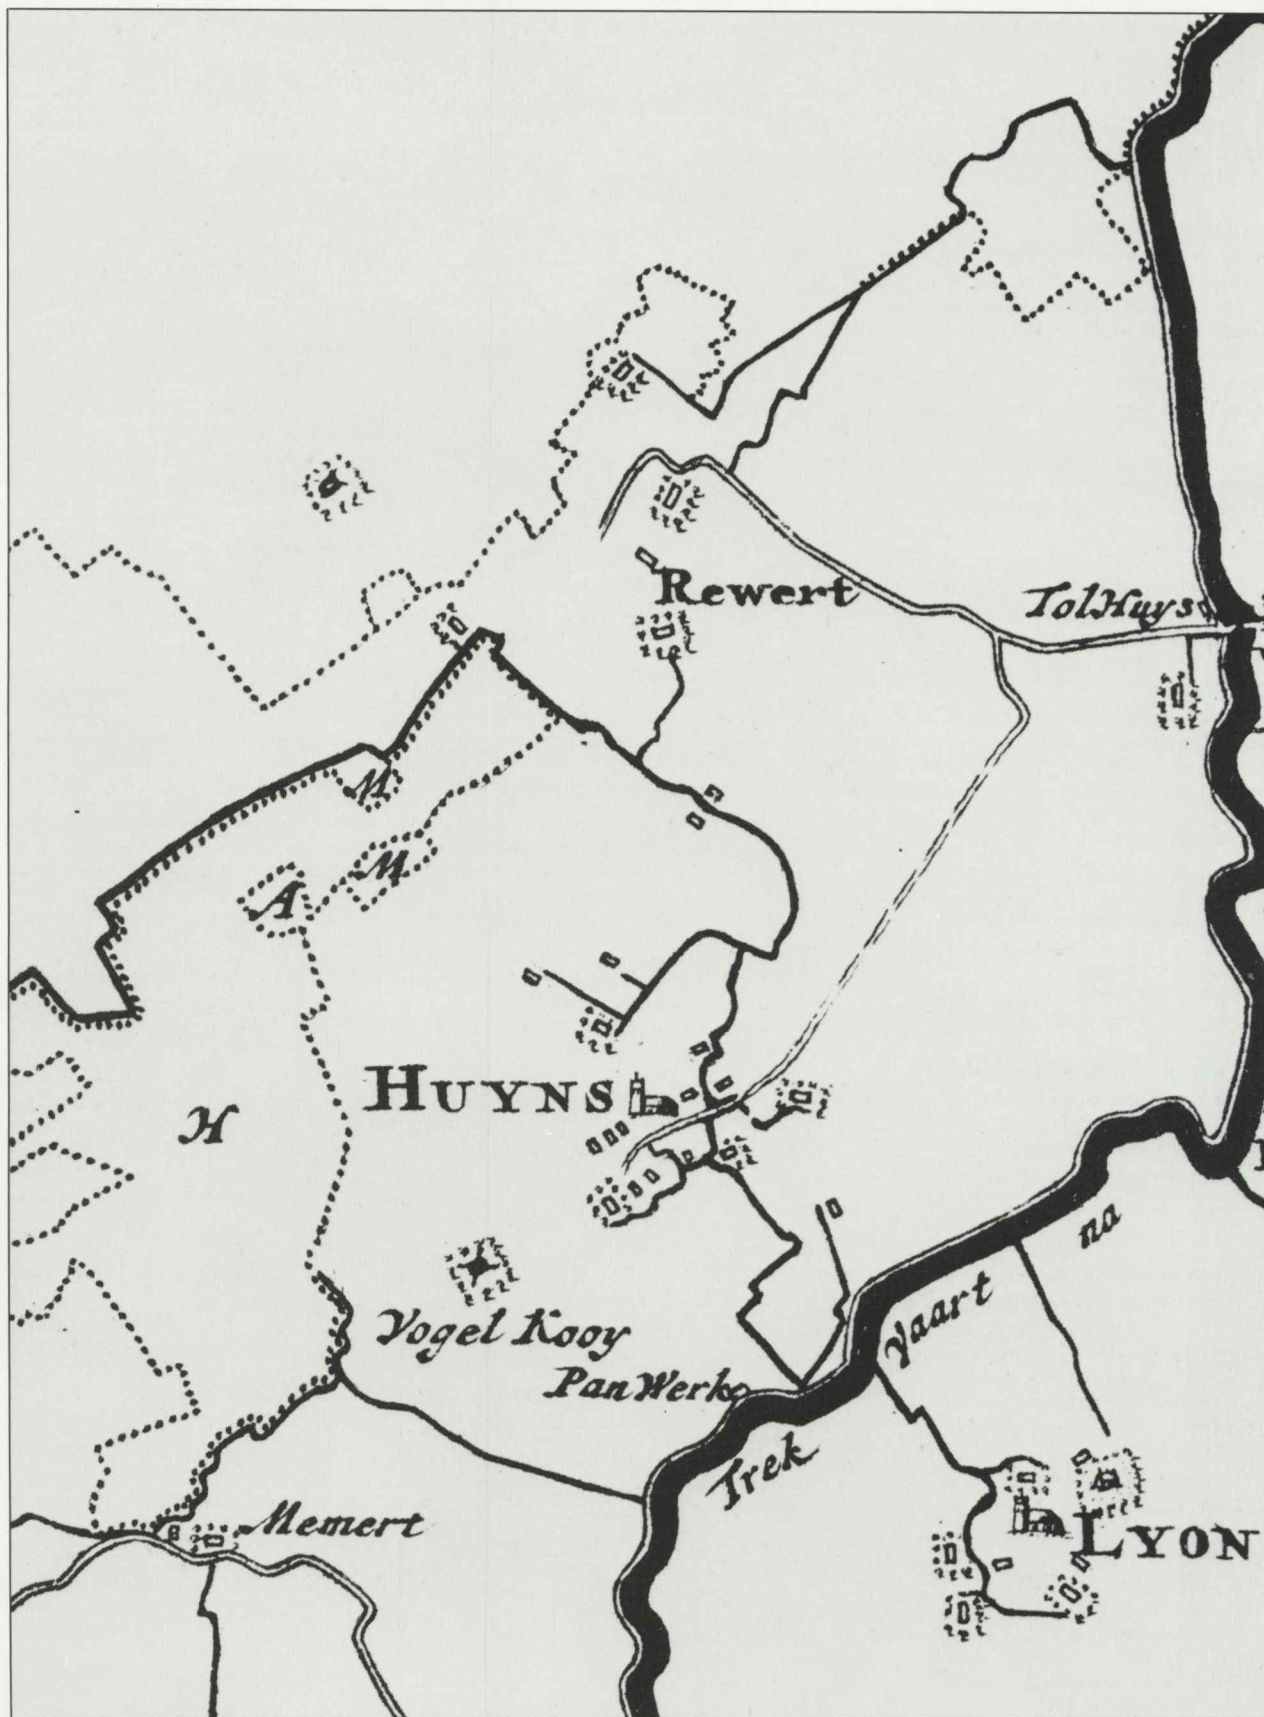 Rewert
TolHuys
M
M
A
HUYNS
H
Vogel Kooy
Pan Werk
Trek Vaart na
Memert
LYON